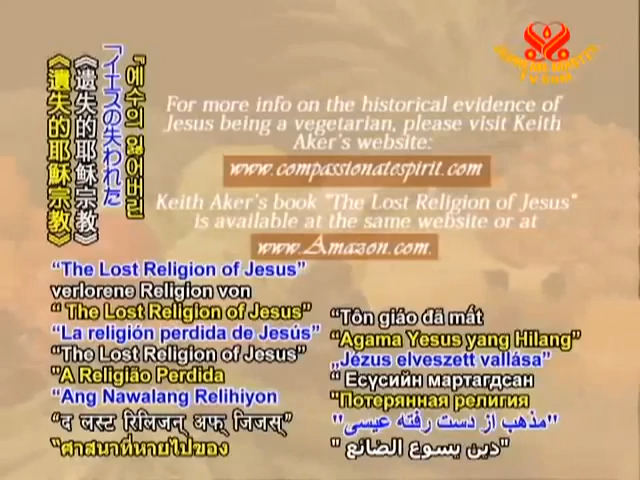 「예수의 잃어버린
「イエスの失われた
《遗失的耶稣宗教》
《遺失的耶穌宗教》
For more info on the historical evidence of
Jesus being a vegetarian, please visit Keith
Aker's website:
www.compassionatespirit.com
Keith Aker's book "The Lost Religion of Jesus"
is available at the same website or at
www.Amazon.com.
“The Lost Religion of Jesus”
verlorene Religion von
“ The Lost Religion of Jesus”
“La religión perdida de Jesús”
“The Lost Religion of Jesus”
"A Religião Perdida
“Ang Nawalang Relihiyon
“द लस्ट रिलिजन् अफ् जिजस्”
“ศาสนาที่หายไปของ
“Tôn giáo đã mất
“Agama Yesus yang Hilang”
„Jézus elveszett vallása”
“ Есүсийн мартагдсан
"Потерянная религия
"مذهب از دست رفته عیسی"
"دين يسوع الضائع "